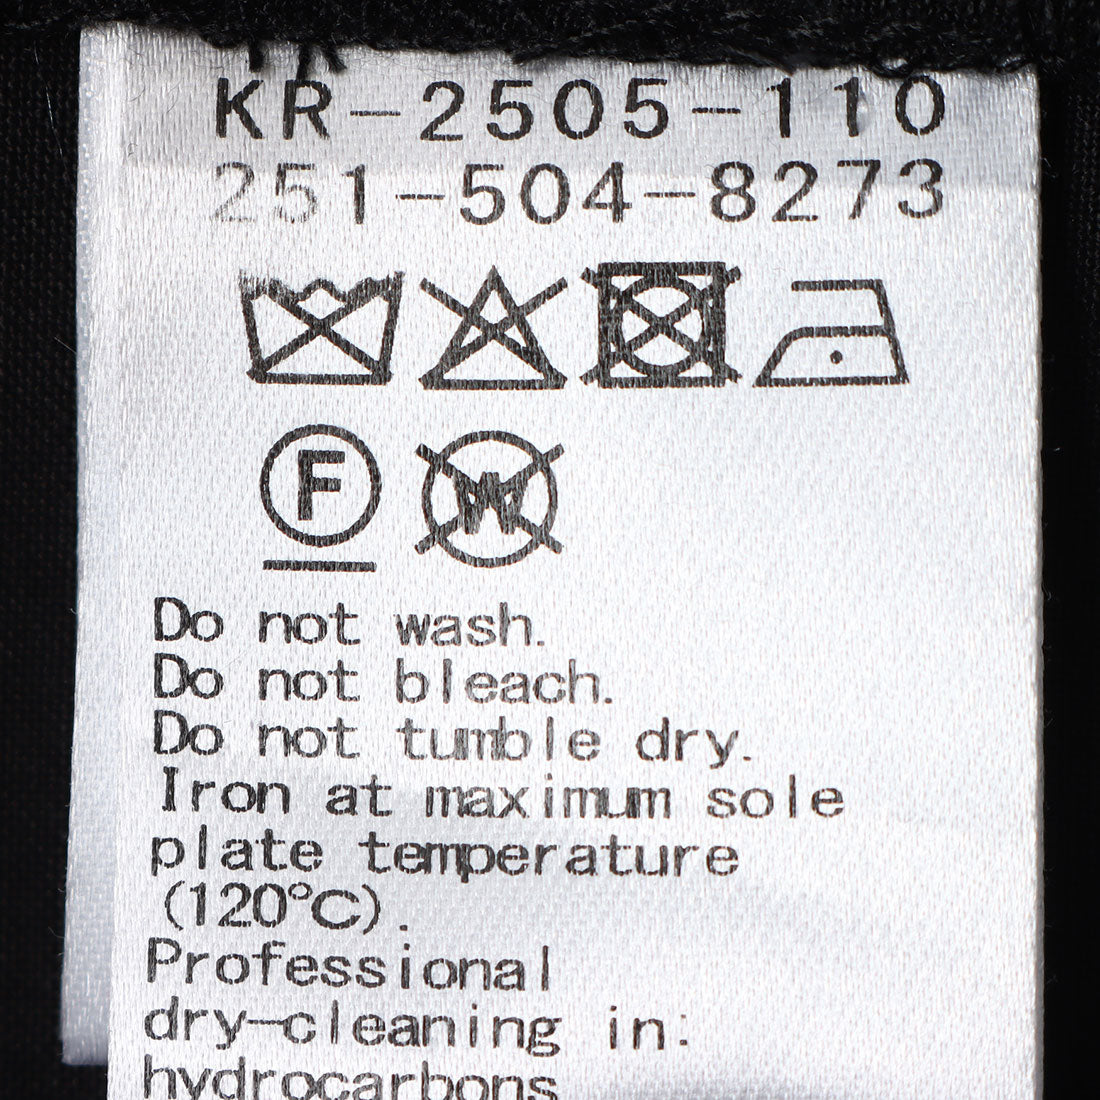 KR-2505-110
251-504-8273
F
W
Do not wash.
Do not bleach.
Do not tumble dry.
Iron at maximum sole
plate temperature
(120°C).
Professional
dry-cleaning in:
hydrocarbons